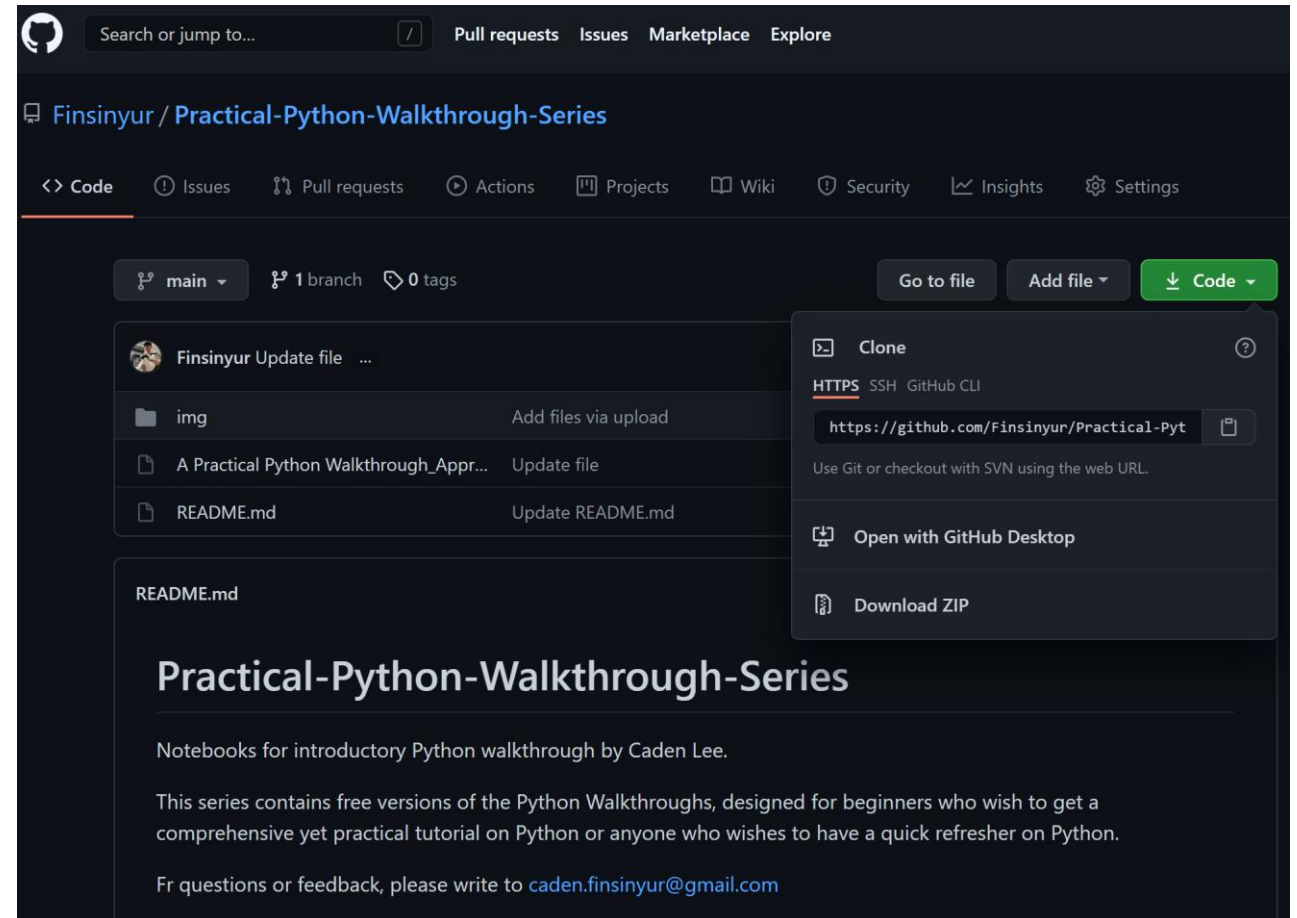 Search or jump to... / Pull requests Issues Marketplace Explore
Finsinyur / Practical-Python-Walkthrough-Series
<> Code Issues Pull requests Actions Projects Wiki Security Insights Settings
main 1 branch 0 tags Go to file Add file Code
Finsinyur Update file ...
img Add files via upload
A Practical Python Walkthrough_Appr... Update file
README.md Update README.md
Clone
HTTPS SSH GitHub CLI
https://github.com/Finsinyur/Practical-Pyt
Use Git or checkout with SVN using the web URL.
Open with GitHub Desktop
Download ZIP
README.md
Practical-Python-Walkthrough-Series
Notebooks for introductory Python walkthrough by Caden Lee.
This series contains free versions of the Python Walkthroughs, designed for beginners who wish to get a
comprehensive yet practical tutorial on Python or anyone who wishes to have a quick refresher on Python.
Fr questions or feedback, please write to caden.finsinyur@gmail.com